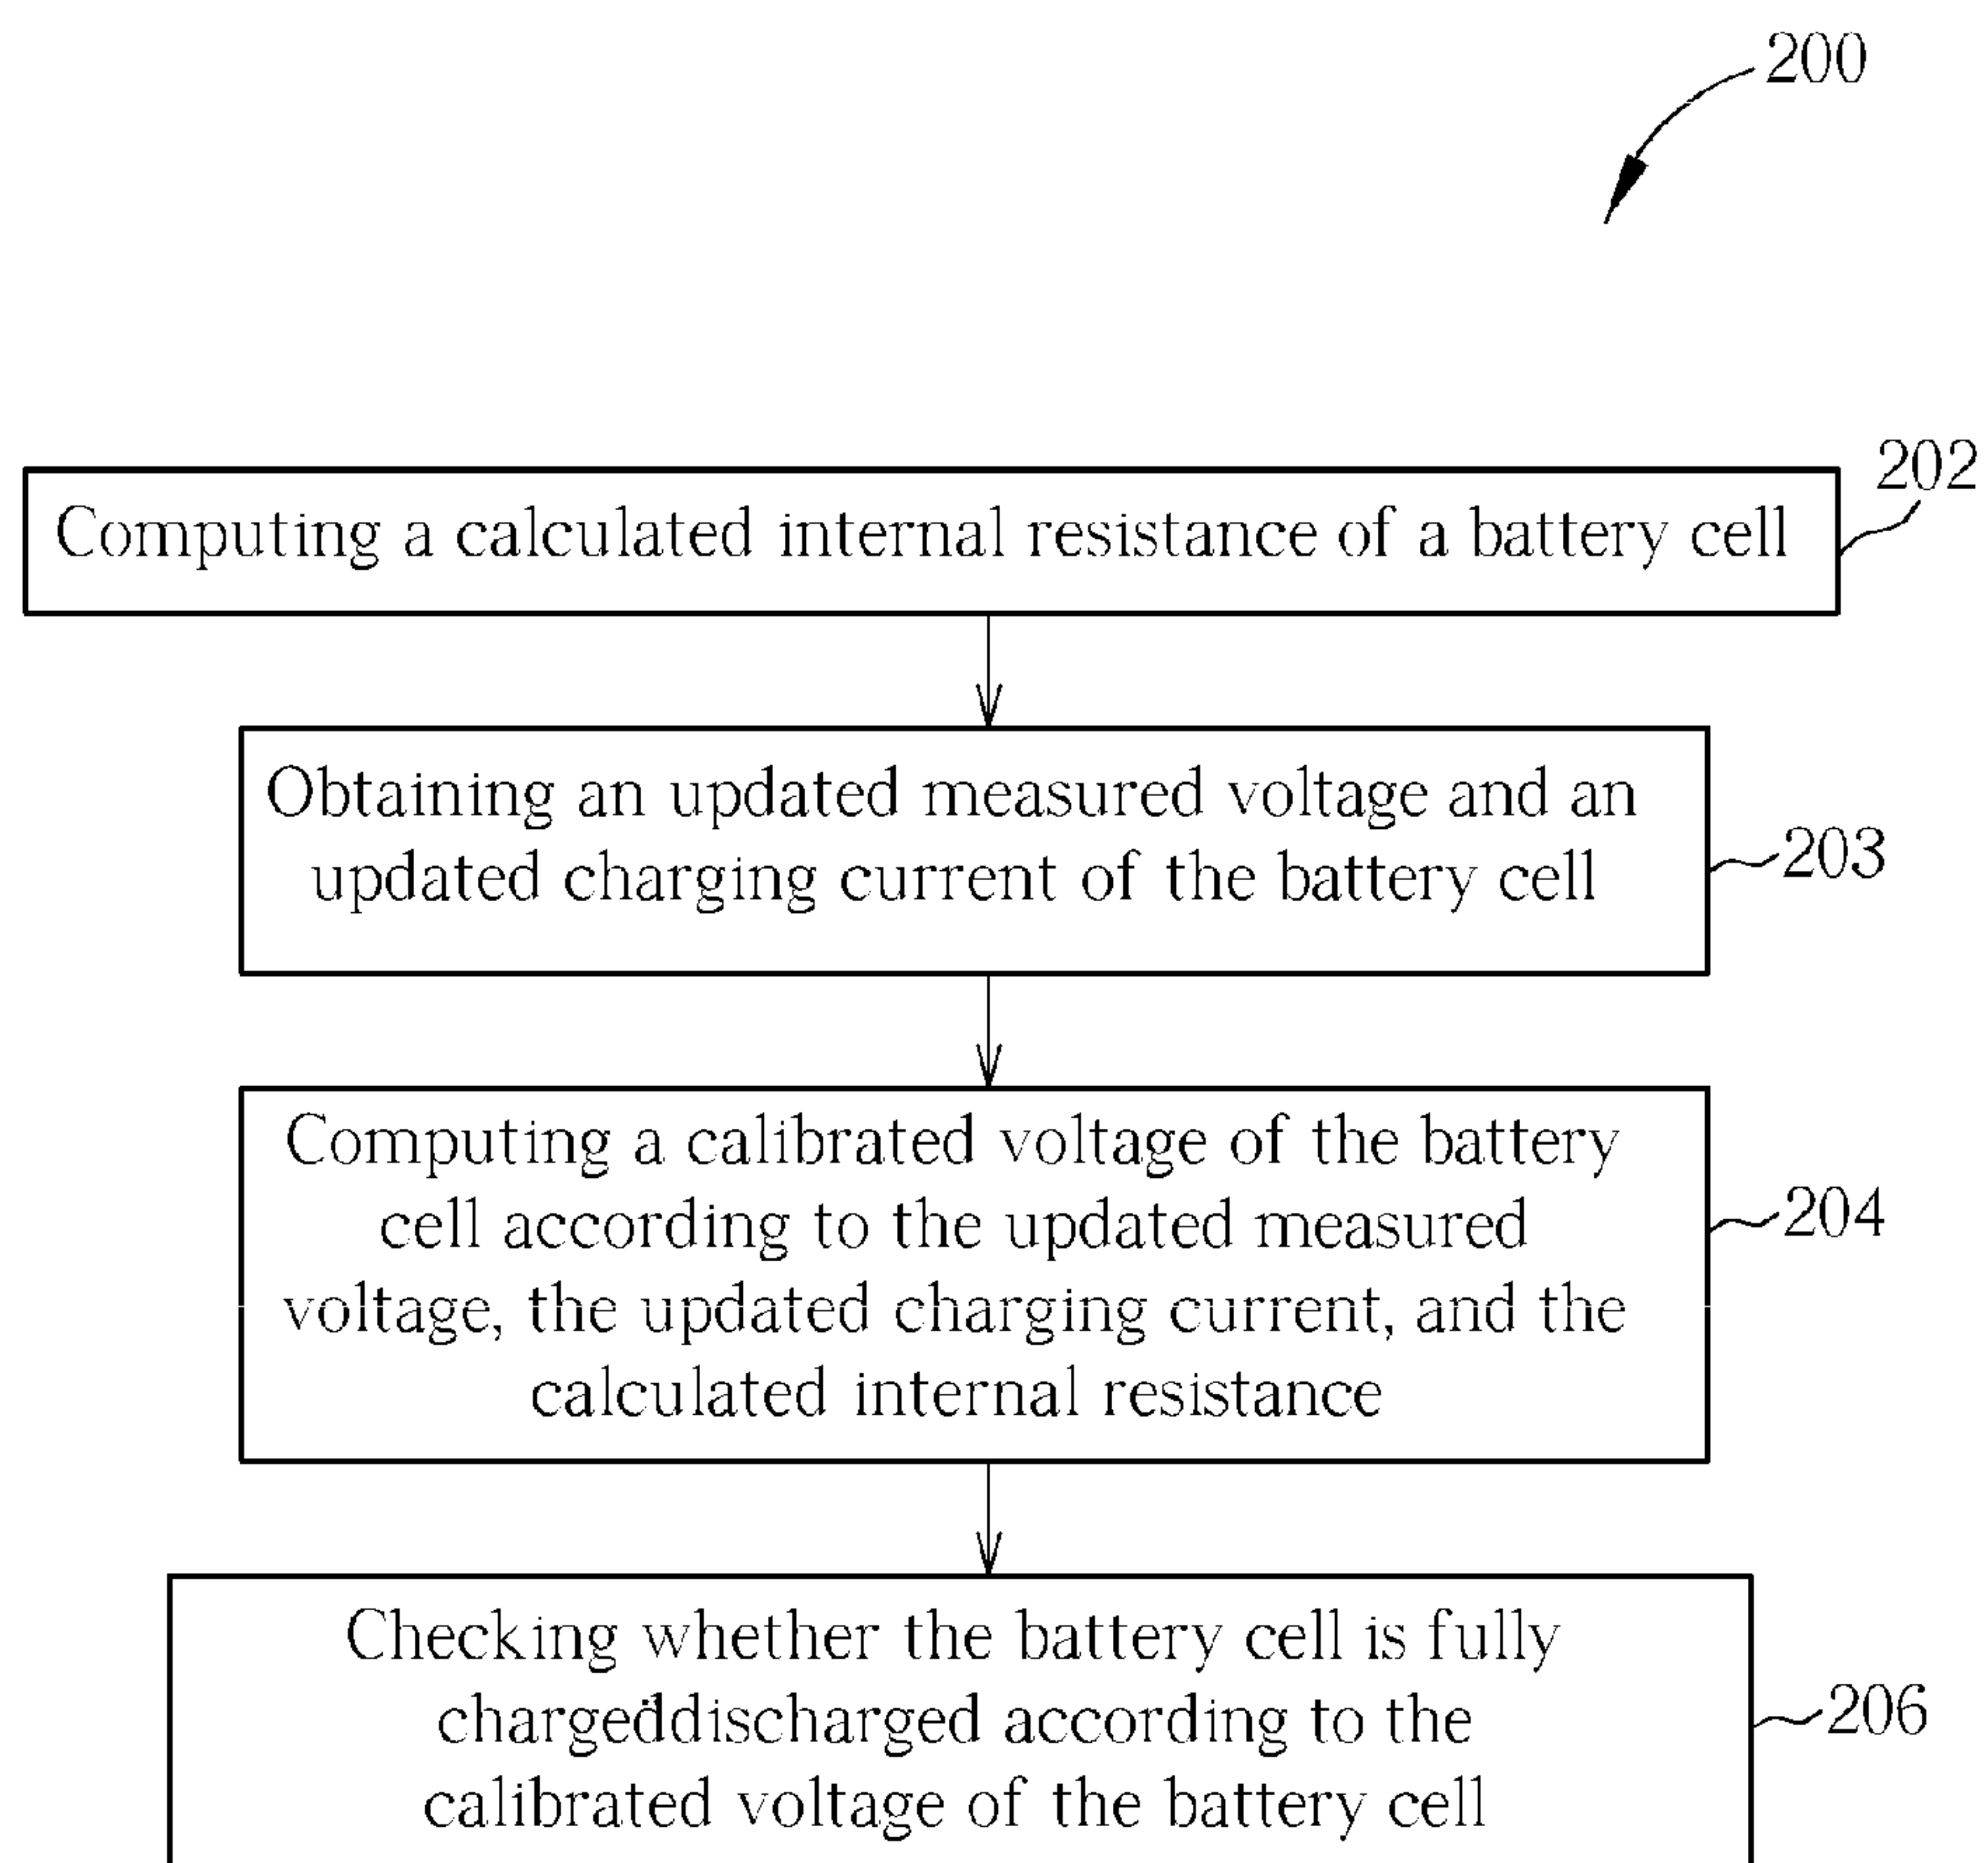 200
202
Computing a calculated internal resistance of a battery cell
Obtaining an updated measured voltage and an
updated charging current of the battery cell
203
Computing a calibrated voltage of the battery
cell according to the updated measured
204
voltage, the updated charging current, and the
calculated internal resistance
Checking whether the battery cell is fully
chargeddischarged according to the
206
calibrated voltage of the battery cell